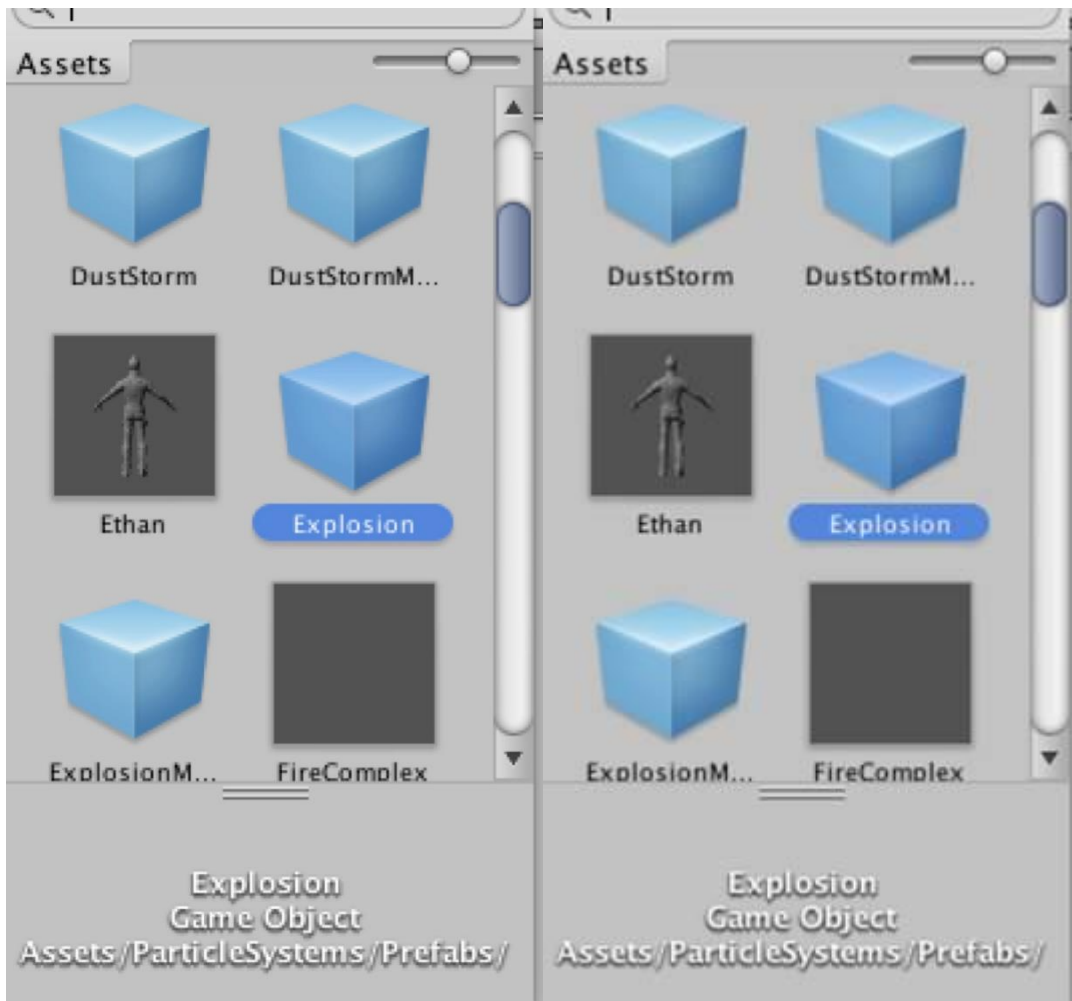 Assets
DustStorm DustStormM...
Ethan Explosion
ExplosionM... FireComplex
Explosion
Game Object
Assets/ParticleSystems/Prefabs/
Assets
DustStorm DustStormM...
Ethan Explosion
ExplosionM... FireComplex
Explosion
Game Object
Assets/ParticleSystems/Prefabs/